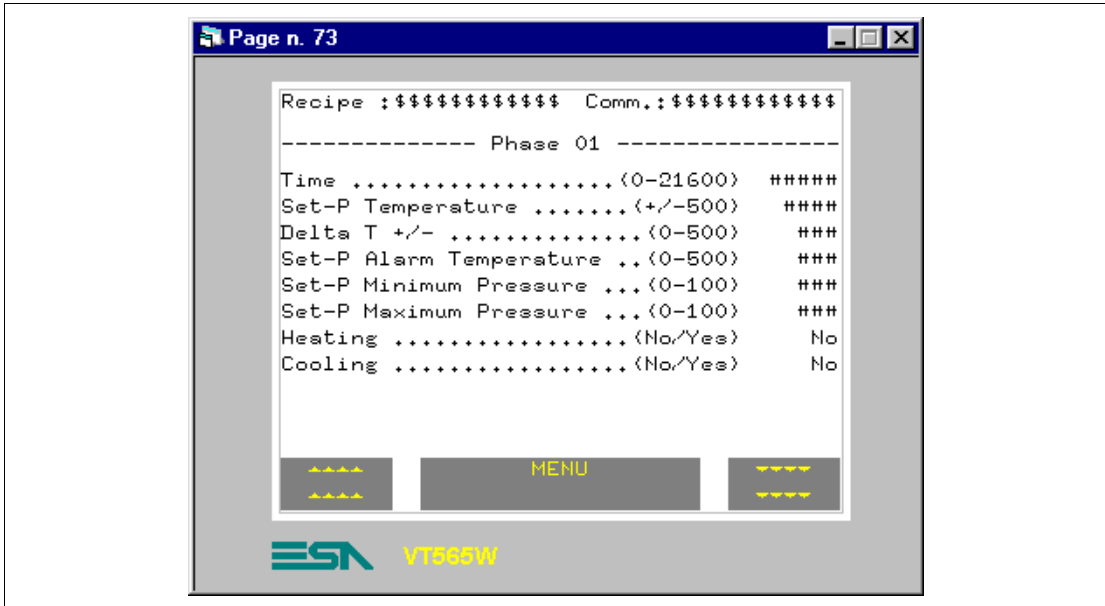 Page n. 73
Recipe :$$$$$$$$$$$$ Comm.:$$$$$$$$$$$$
-------------- Phase 01 ----------------
Time ...................(0-21600) #####
Set-P Temperature .......(+/-500) ####
Delta T +/- ..............(0-500) ###
Set-P Alarm Temperature ..(0-500) ###
Set-P Minimum Pressure ...(0-100) ###
Set-P Maximum Pressure ...(0-100) ###
Heating .................(No/Yes) No
Cooling .................(No/Yes) No
MENU
ESA VT565W